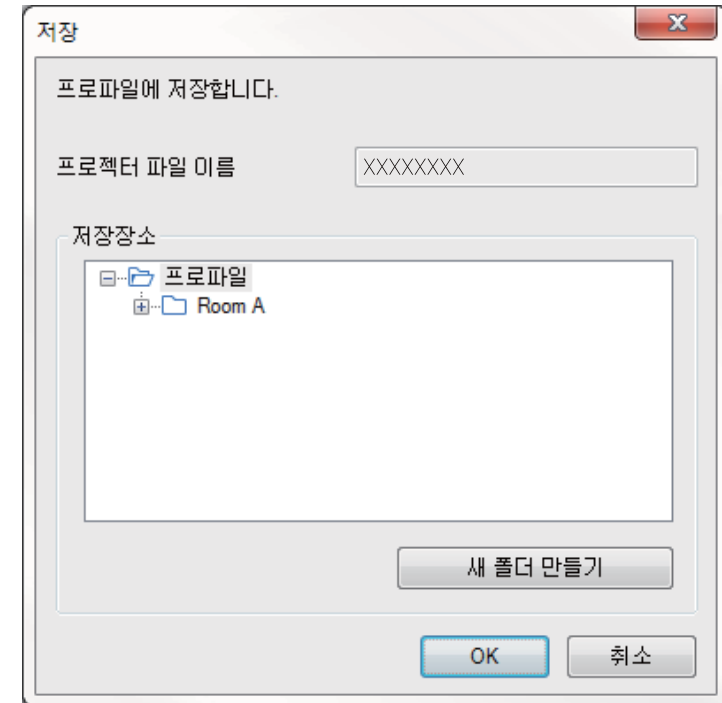 저장
프로파일에 저장합니다.
프로젝터 파일 이름 XXXXXXXX
저장장소
프로파일
Room A
새 폴더 만들기
OK 취소